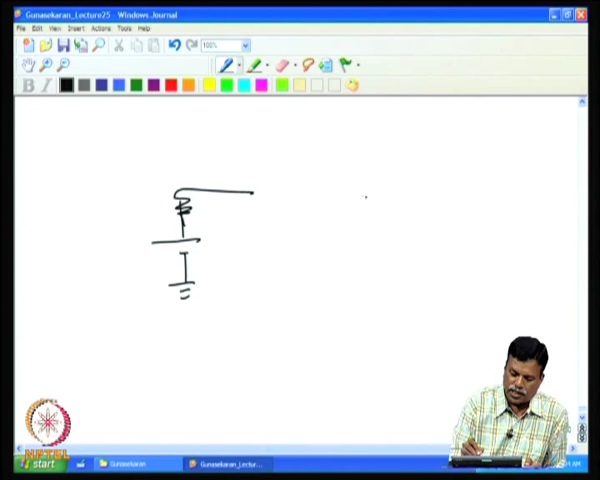 Gunasekaran_Lecture25 - Windows Journal
File Edit View Insert Actions Tools Help
100%
B I
NPTEL
start
Gunasekaran
Gunasekaran_Lectur...